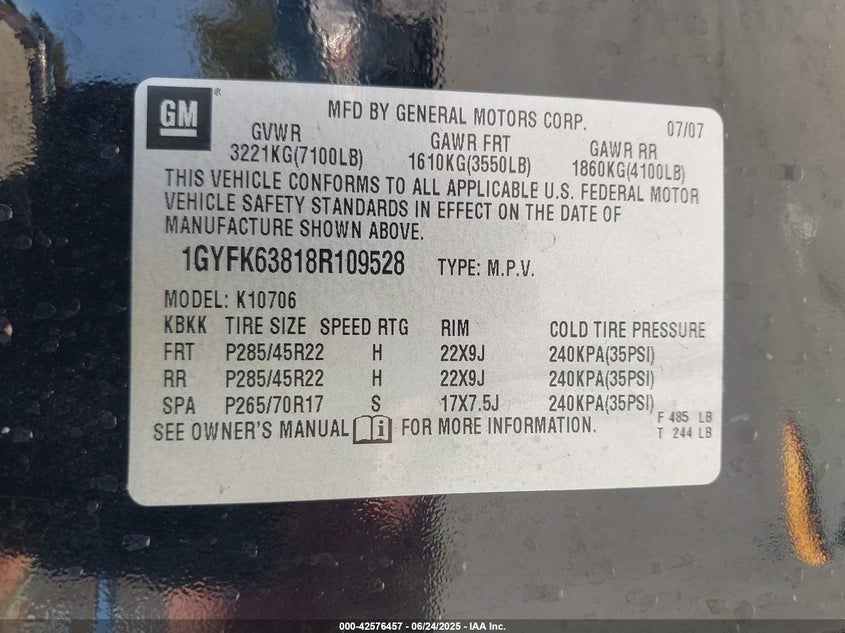 GM ®
MFD BY GENERAL MOTORS CORP. 07/07
GVWR GAWR FRT GAWR RR
3221KG(7100LB) 1610KG(3550LB) 1860KG(4100LB)
THIS VEHICLE CONFORMS TO ALL APPLICABLE U.S. FEDERAL MOTOR
VEHICLE SAFETY STANDARDS IN EFFECT ON THE DATE OF
MANUFACTURE SHOWN ABOVE.
1GYFK63818R109528 TYPE: M.P.V.
MODEL: K10706
KBKK TIRE SIZE SPEED RTG RIM COLD TIRE PRESSURE
FRT P285/45R22 H 22X9J 240KPA(35PSI)
RR P285/45R22 H 22X9J 240KPA(35PSI)
SPA P265/70R17 S 17X7.5J 240KPA(35PSI)
SEE OWNER'S MANUAL i FOR MORE INFORMATION.
F 485 LB
T 244 LB
000-42576457 - 06/24/2025 - IAA Inc.